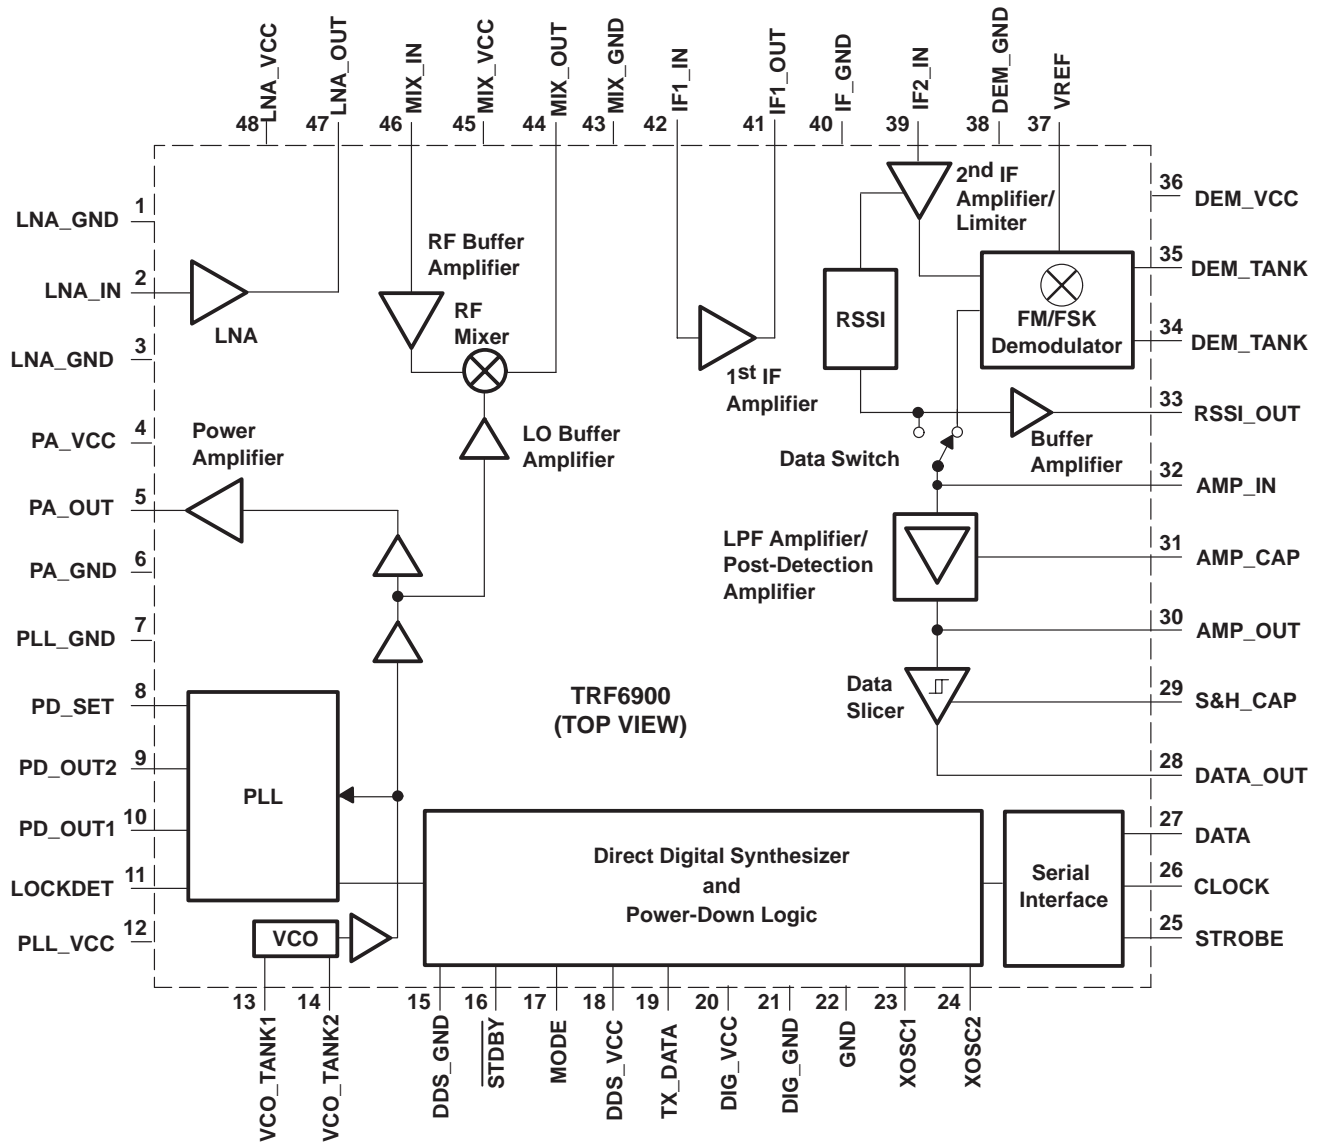 LNA_VCC
LNA_OUT
MIX_IN
MIX_VCC
MIX_OUT
MIX_GND
IF1_IN
IF1_OUT
IF_GND
IF2_IN
DEM_GND
VREF
48
47
46
45
44
43
42
41
40
39
38
37
LNA_GND 1
LNA_IN 2
LNA_GND 3
PA_VCC 4
PA_OUT 5
PA_GND 6
PLL_GND 7
PD_SET 8
PD_OUT2 9
PD_OUT1 10
LOCKDET 11
PLL_VCC 12
LNA
RF Buffer
Amplifier
RF
Mixer
1st IF
Amplifier
2nd IF
Amplifier/
Limiter
RSSI
FM/FSK
Demodulator
Power
Amplifier
LO Buffer
Amplifier
Data Switch
Buffer
Amplifier
LPF Amplifier/
Post-Detection
Amplifier
Data
Slicer
TRF6900
(TOP VIEW)
PLL
VCO
Direct Digital Synthesizer
and
Power-Down Logic
Serial
Interface
36 DEM_VCC
35 DEM_TANK
34 DEM_TANK
33 RSSI_OUT
32 AMP_IN
31 AMP_CAP
30 AMP_OUT
29 S&H_CAP
28 DATA_OUT
27 DATA
26 CLOCK
25 STROBE
13
14
15
16
17
18
19
20
21
22
23
24
VCO_TANK1
VCO_TANK2
DDS_GND
STDBY
MODE
DDS_VCC
TX_DATA
DIG_VCC
DIG_GND
GND
XOSC1
XOSC2